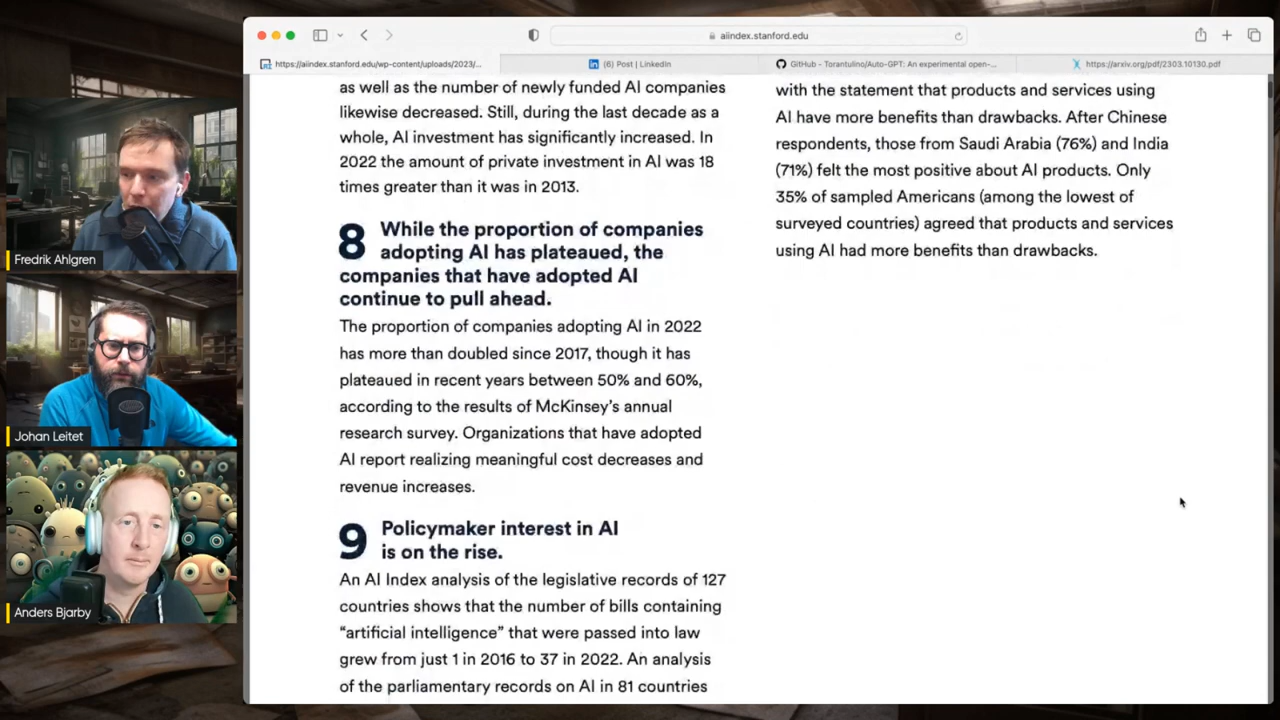 aiindex.stanford.edu
https://aiindex.stanford.edu/wp-content/uploads/2023/...
(6) Post | LinkedIn
GitHub - Torantulino/Auto-GPT: An experimental open-...
https://arxiv.org/pdf/2303.10130.pdf
as well as the number of newly funded AI companies
likewise decreased. Still, during the last decade as a
whole, AI investment has significantly increased. In
2022 the amount of private investment in AI was 18
times greater than it was in 2013.
8 While the proportion of companies
adopting AI has plateaued, the
companies that have adopted AI
continue to pull ahead.
The proportion of companies adopting AI in 2022
has more than doubled since 2017, though it has
plateaued in recent years between 50% and 60%,
according to the results of McKinsey’s annual
research survey. Organizations that have adopted
AI report realizing meaningful cost decreases and
revenue increases.
9 Policymaker interest in AI
is on the rise.
An AI Index analysis of the legislative records of 127
countries shows that the number of bills containing
“artificial intelligence” that were passed into law
grew from just 1 in 2016 to 37 in 2022. An analysis
of the parliamentary records on AI in 81 countries
with the statement that products and services using
AI have more benefits than drawbacks. After Chinese
respondents, those from Saudi Arabia (76%) and India
(71%) felt the most positive about AI products. Only
35% of sampled Americans (among the lowest of
surveyed countries) agreed that products and services
using AI had more benefits than drawbacks.
Fredrik Ahlgren
Johan Leitet
Anders Bjarby